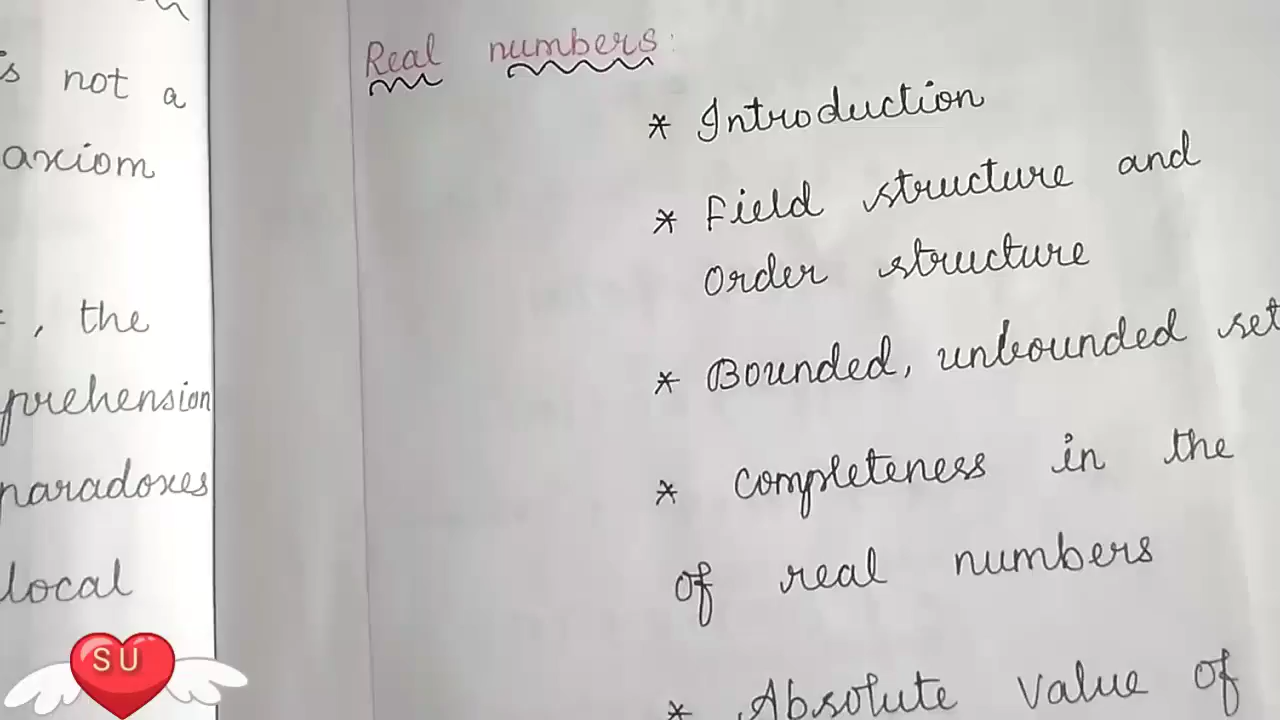 s not a
axiom
, the
prehension
paradoxes
local
SU
Real numbers:
* Introduction
* Field structure and
order structure
* Bounded, unbounded set
* completeness in the
of real numbers
* Absolute value of